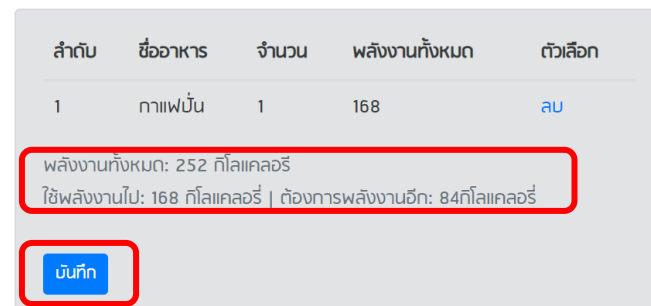 ลำดับ ชื่ออาหาร จำนวน พลังงานทั้งหมด ตัวเลือก
1 กาแฟปั่น 1 168 ลบ
พลังงานทั้งหมด: 252 กิโลแคลอรี
ใช้พลังงานไป: 168 กิโลแคลอรี่ | ต้องการพลังงานอีก: 84กิโลแคลอรี่
บันทึก